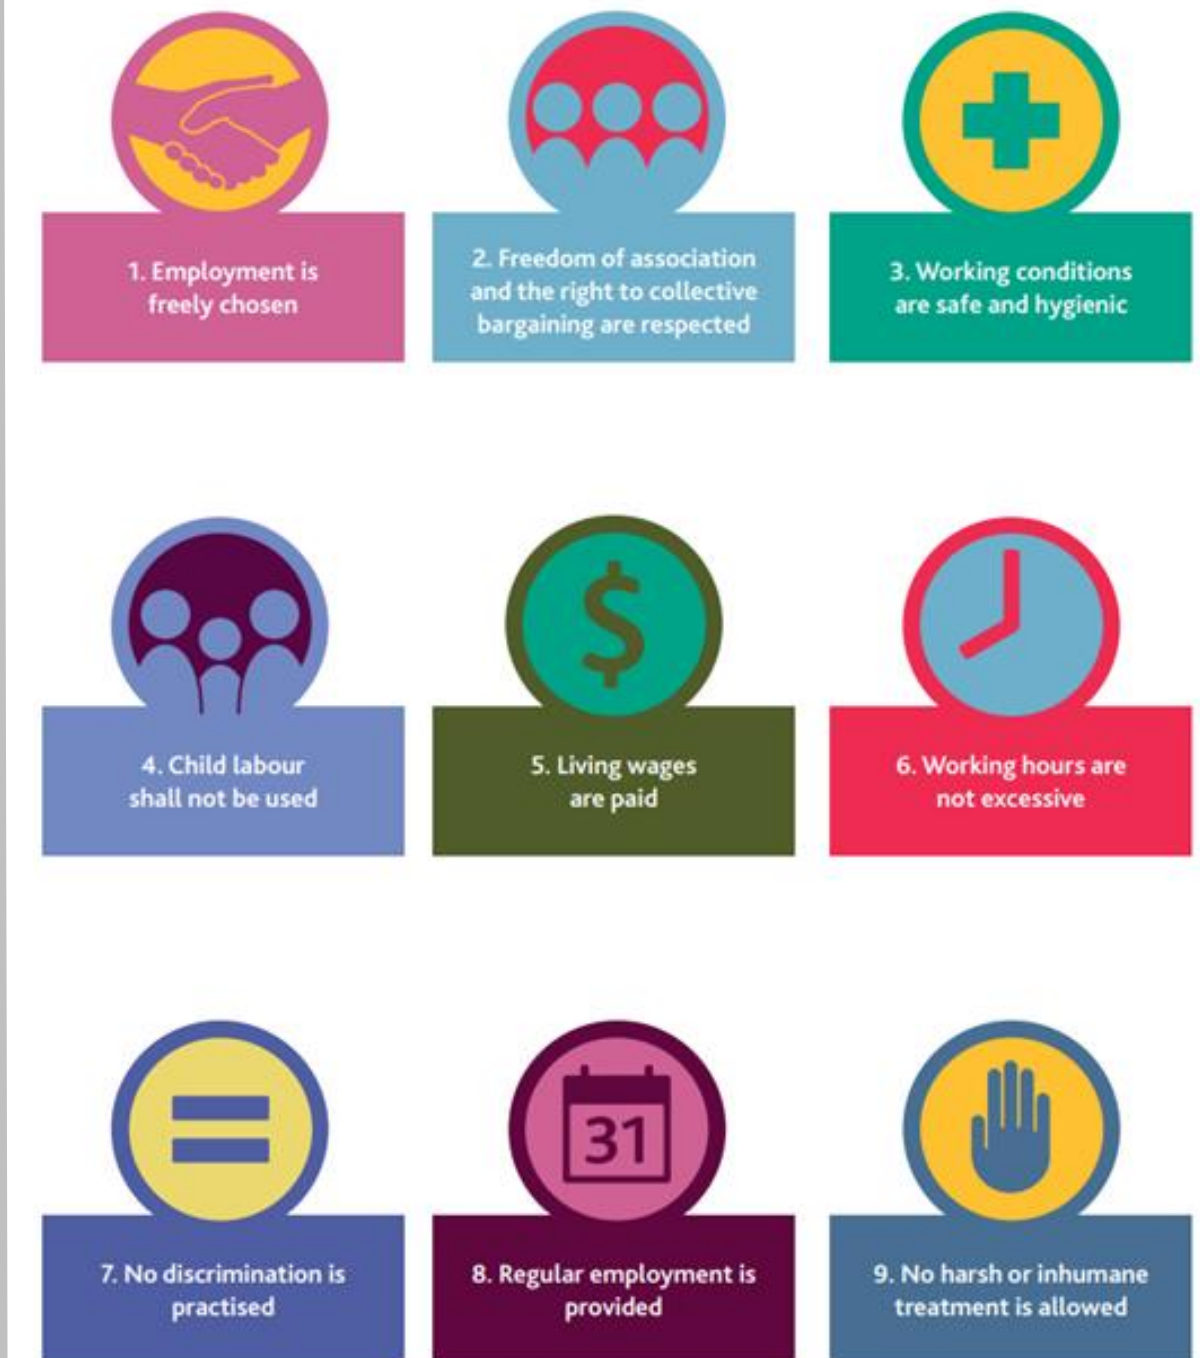 1. Employment is
freely chosen
2. Freedom of association
and the right to collective
bargaining are respected
3. Working conditions
are safe and hygienic
4. Child labour
shall not be used
$
5. Living wages
are paid
6. Working hours are
not excessive
7. No discrimination is
practised
31
8. Regular employment is
provided
9. No harsh or inhumane
treatment is allowed